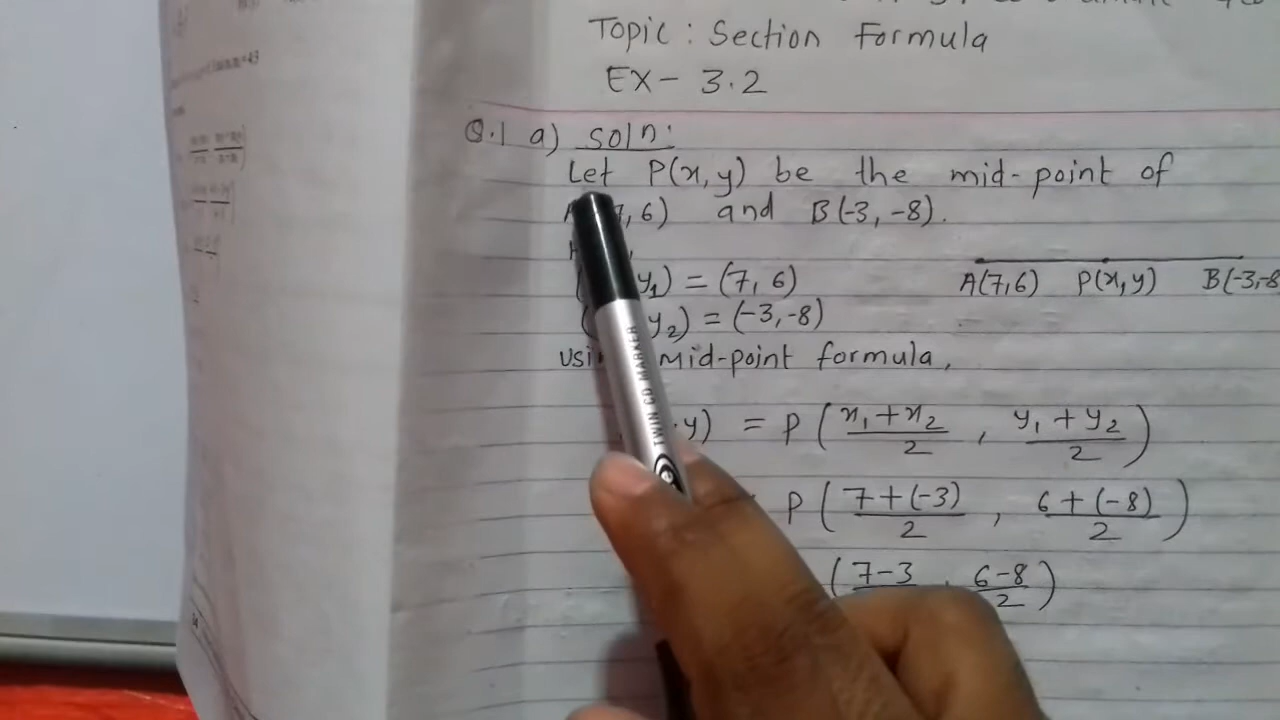 Topic: Section Formula
EX- 3.2
Q.1 a) Soln:
Let P(x, y) be the mid-point of
7, 6) and B(-3, -8).
y₁) = (7, 6)
A(7,6) P(x,y) B(-3,-8
y₂) = (-3,-8)
mid-point formula,
y) = P ( x₁+x₂/2 , y₁+y₂/2 )
P ( 7+(-3)/2 , 6+(-8)/2 )
( 7-3 , 6-8/2 )
TWIN CD MARKER